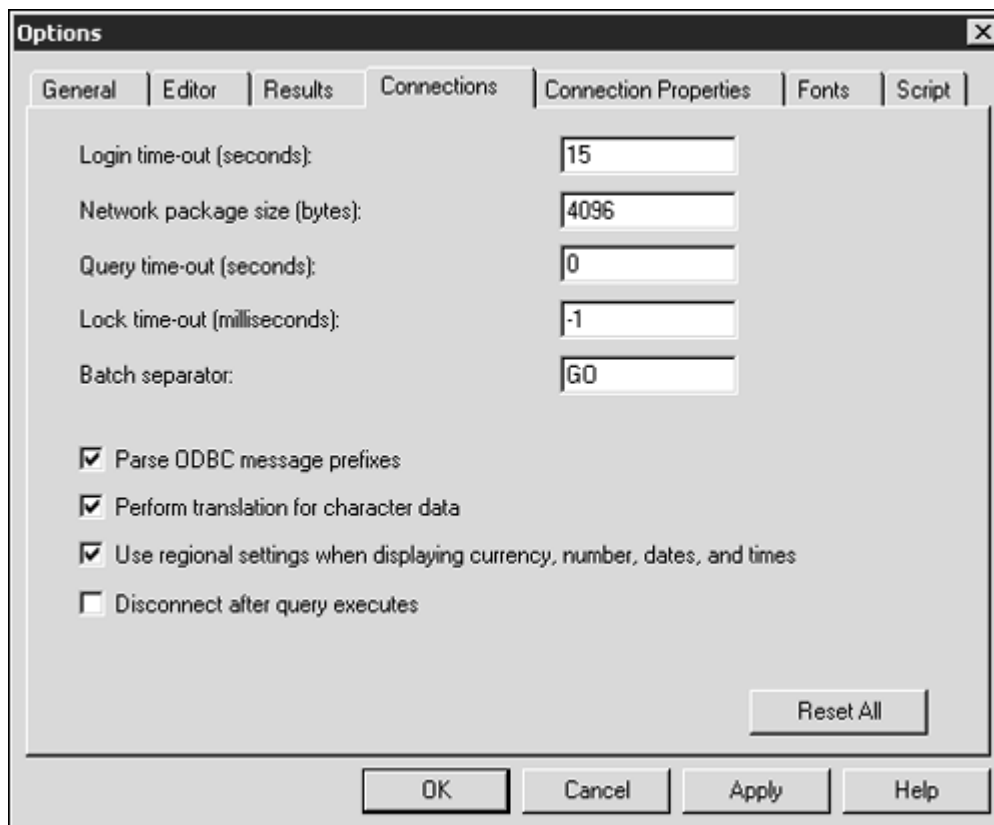 Options
General Editor Results Connections Connection Properties Fonts Script
Login time-out (seconds): 15
Network package size (bytes): 4096
Query time-out (seconds): 0
Lock time-out (milliseconds): -1
Batch separator: GO
Parse ODBC message prefixes
Perform translation for character data
Use regional settings when displaying currency, number, dates, and times
Disconnect after query executes
Reset All
OK Cancel Apply Help